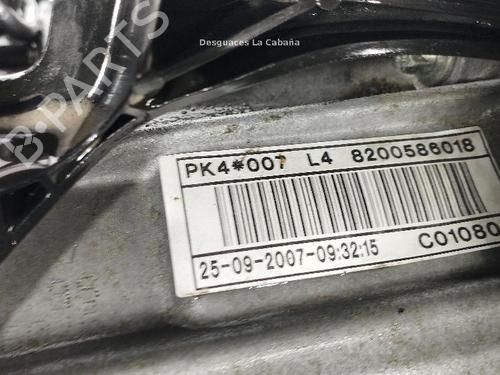 Desguaces La Cabaña
B-PARTS
PK4*007 L4 8200586018
25-09-2007-09:32:15 C01080